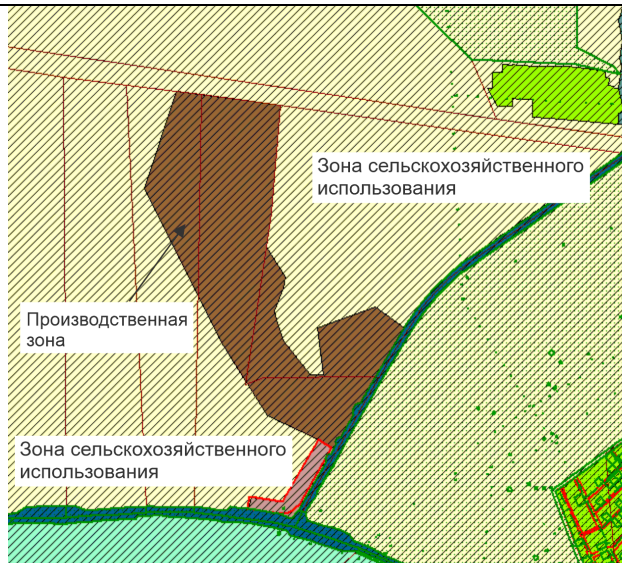 Зона сельскохозяйственного
использования
Производственная
зона
Зона сельскохозяйственного
использования